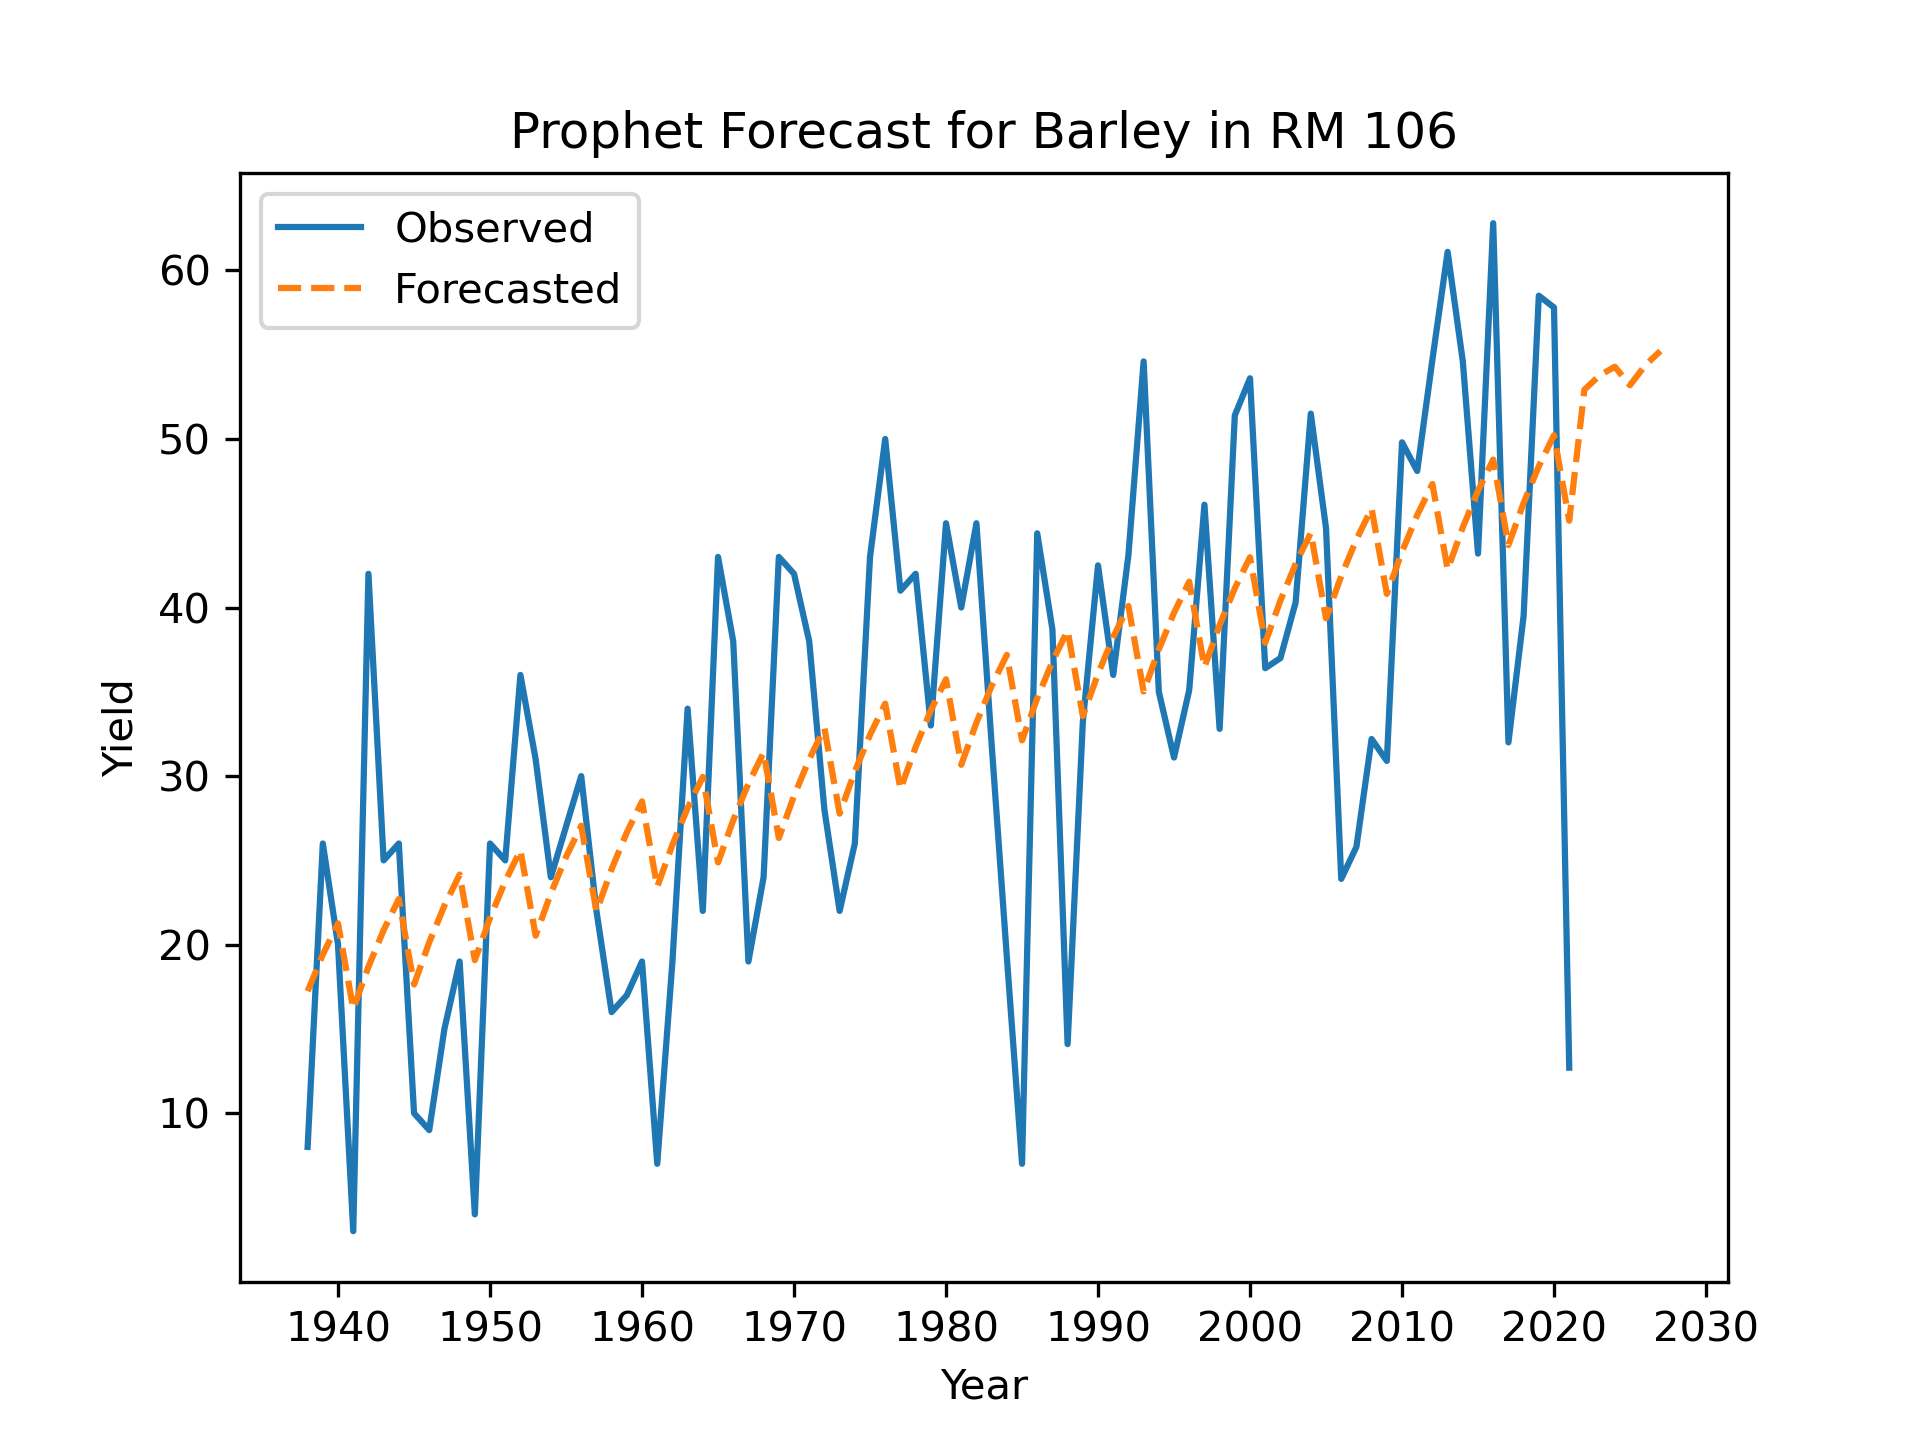 Prophet Forecast for Barley in RM 106
Observed
Forecasted
60
50
40
30
20
10
Yield
1940 1950 1960 1970 1980 1990 2000 2010 2020 2030
Year